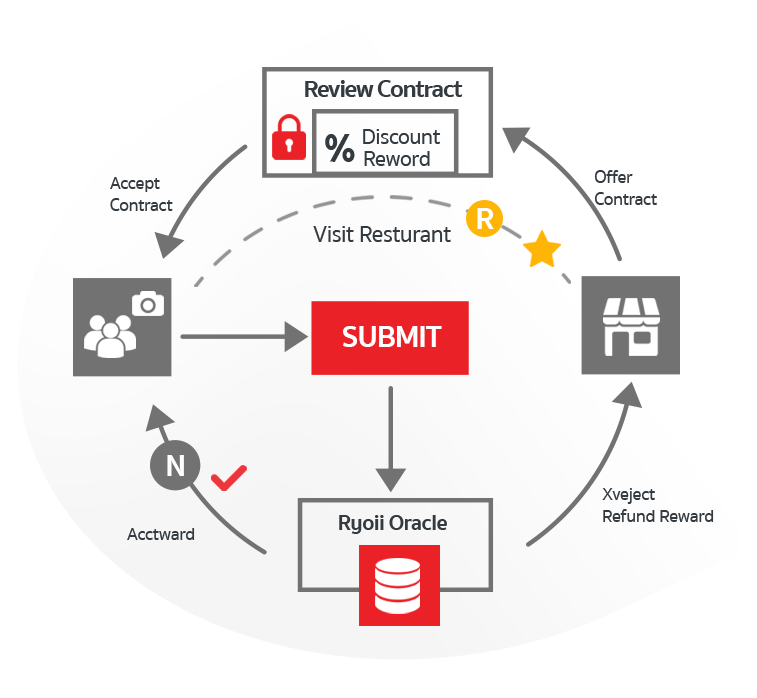 Review Contract
% Discount
Reword
Accept
Contract
Offer
Contract
Visit Resturant
R
SUBMIT
N
Ryoii Oracle
Xveject
Refund Reward
Acctward